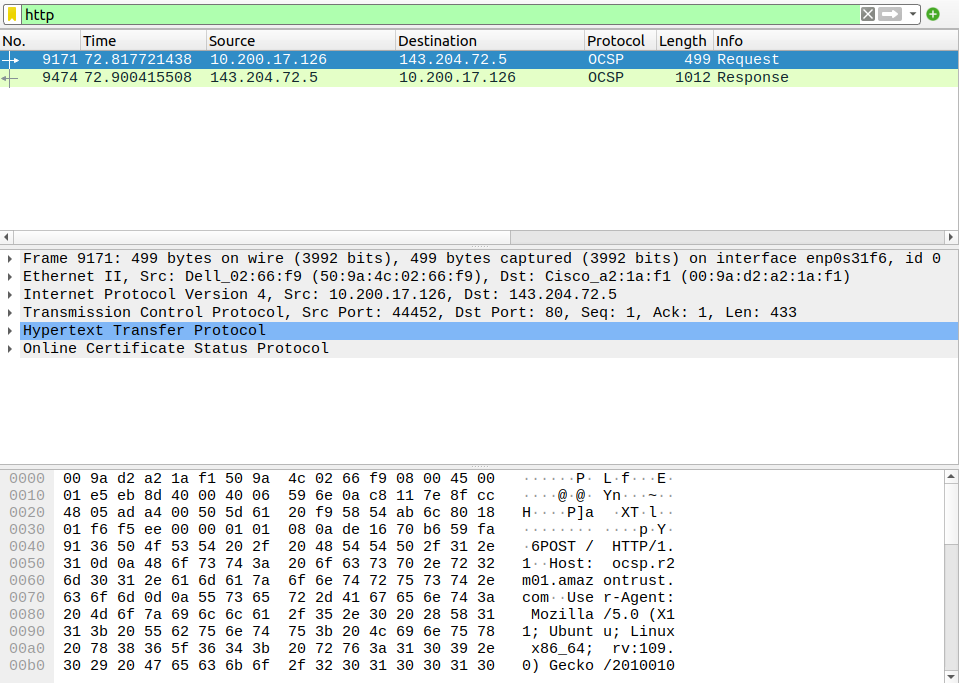 http
No. Time Source Destination Protocol Length Info
9171 72.817721438 10.200.17.126 143.204.72.5 OCSP 499 Request
9474 72.900415508 143.204.72.5 10.200.17.126 OCSP 1012 Response
Frame 9171: 499 bytes on wire (3992 bits), 499 bytes captured (3992 bits) on interface enp0s31f6, id 0
Ethernet II, Src: Dell_02:66:f9 (50:9a:4c:02:66:f9), Dst: Cisco_a2:1a:f1 (00:9a:d2:a2:1a:f1)
Internet Protocol Version 4, Src: 10.200.17.126, Dst: 143.204.72.5
Transmission Control Protocol, Src Port: 44452, Dst Port: 80, Seq: 1, Ack: 1, Len: 433
Hypertext Transfer Protocol
Online Certificate Status Protocol
0000 00 9a d2 a2 1a f1 50 9a 4c 02 66 f9 08 00 45 00 ······P· L·f···E·
0010 01 e5 eb 8d 40 00 40 06 59 6e 0a c8 11 7e 8f cc ····@·@· Yn···~··
0020 48 05 ad a4 00 50 5d 61 20 f9 58 54 ab 6c 80 18 H····P]a ·XT·l··
0030 01 f6 f5 ee 00 00 01 01 08 0a de 16 70 b6 59 fa ········ ····p·Y·
0040 91 36 50 4f 53 54 20 2f 20 48 54 54 50 2f 31 2e ·6POST / HTTP/1.
0050 31 0d 0a 48 6f 73 74 3a 20 6f 63 73 70 2e 72 32 1··Host: ocsp.r2
0060 6d 30 31 2e 61 6d 61 7a 6f 6e 74 72 75 73 74 2e m01.amaz ontrust.
0070 63 6f 6d 0d 0a 55 73 65 72 2d 41 67 65 6e 74 3a com··Use r-Agent:
0080 20 4d 6f 7a 69 6c 6c 61 2f 35 2e 30 20 28 58 31 Mozilla /5.0 (X1
0090 31 3b 20 55 62 75 6e 74 75 3b 20 4c 69 6e 75 78 1; Ubunt u; Linux
00a0 20 78 38 36 5f 36 34 3b 20 72 76 3a 31 30 39 2e x86_64; rv:109.
00b0 30 29 20 47 65 63 6b 6f 2f 32 30 31 30 30 31 30 0) Gecko /2010010